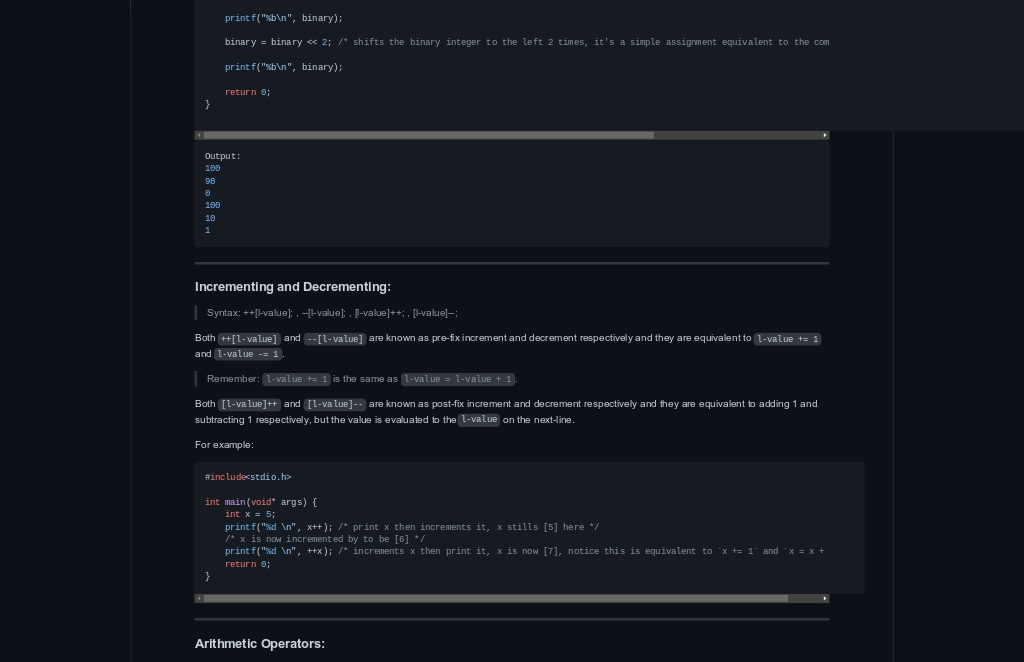 printf("%b\n", binary);
binary = binary << 2; /* shifts the binary integer to the left 2 times, it's a simple assignment equivalent to the com
printf("%b\n", binary);
return 0;
}
Output:
100
98
0
100
10
1
Incrementing and Decrementing:
Syntax: ++[l-value]; , --[l-value]; , [l-value]++; , [l-value]--;
Both ++[l-value] and --[l-value] are known as pre-fix increment and decrement respectively and they are equivalent to l-value += 1
and l-value -= 1.
Remember: l-value += 1 is the same as l-value = l-value + 1.
Both [l-value]++ and [l-value]-- are known as post-fix increment and decrement respectively and they are equivalent to adding 1 and
subtracting 1 respectively, but the value is evaluated to the l-value on the next-line.
For example:
#include<stdio.h>
int main(void* args) {
int x = 5;
printf("%d \n", x++); /* print x then increments it, x stills [5] here */
/* x is now incremented by to be [6] */
printf("%d \n", ++x); /* increments x then print it, x is now [7], notice this is equivalent to `x += 1` and `x = x +
return 0;
}
Arithmetic Operators: